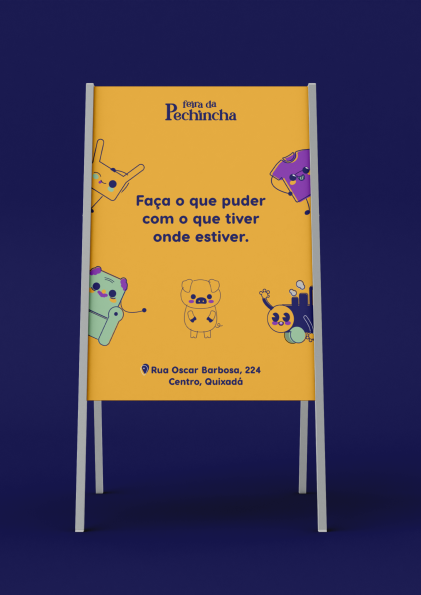 feira da
Pechincha
Faça o que puder
com o que tiver
onde estiver.
Rua Oscar Barbosa, 224
Centro, Quixadá